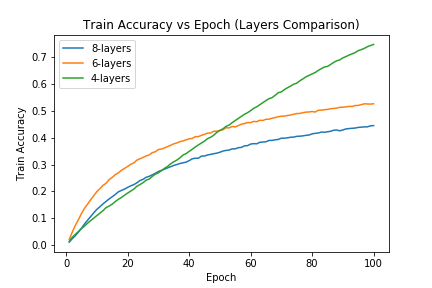 Train Accuracy vs Epoch (Layers Comparison)
8-layers
6-layers
4-layers
Train Accuracy
0.7
0.6
0.5
0.4
0.3
0.2
0.1
0.0
0 20 40 60 80 100
Epoch